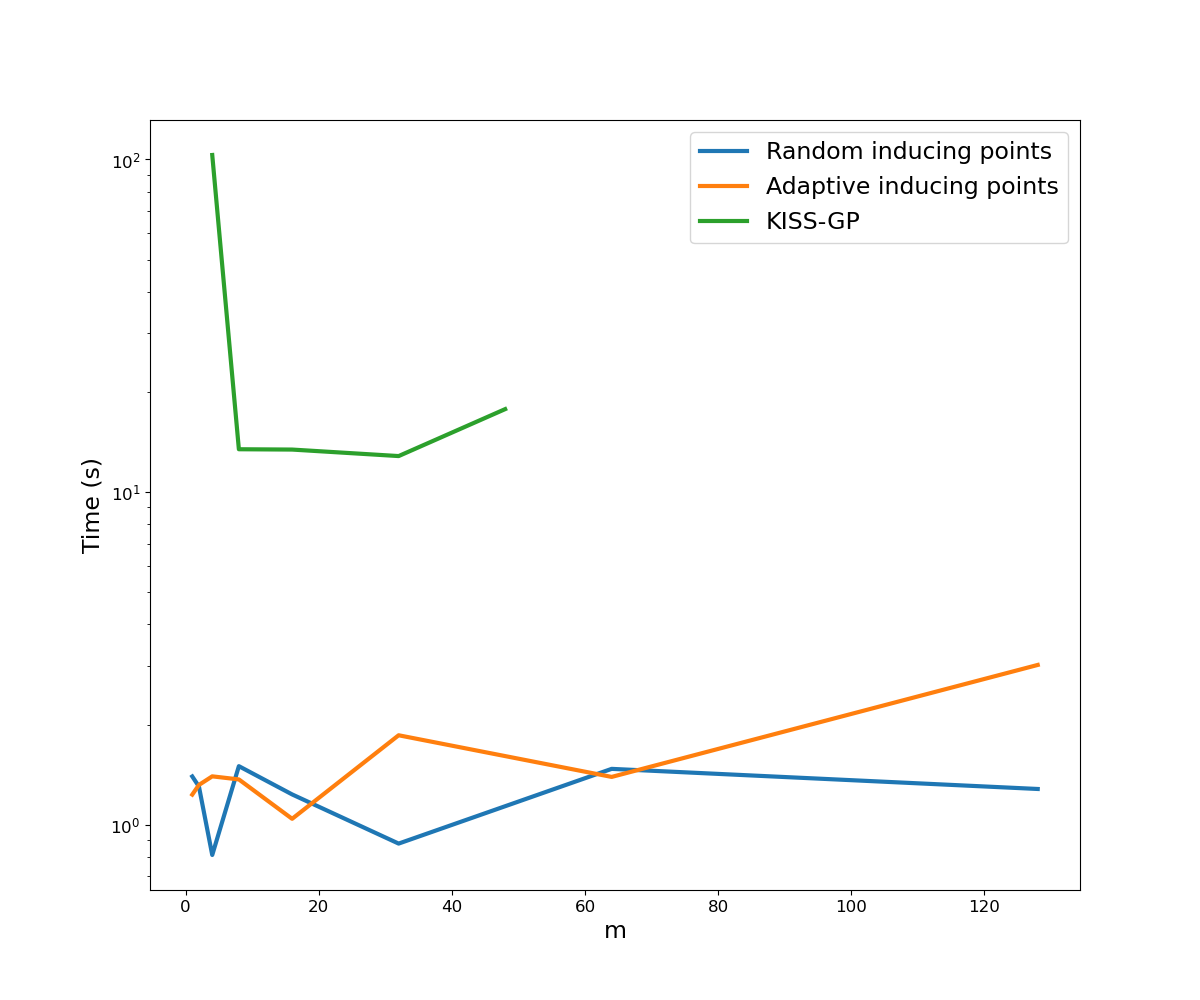 Random inducing points
Adaptive inducing points
KISS-GP
Time (s)
10²
10¹
10⁰
0 20 40 60 80 100 120
m